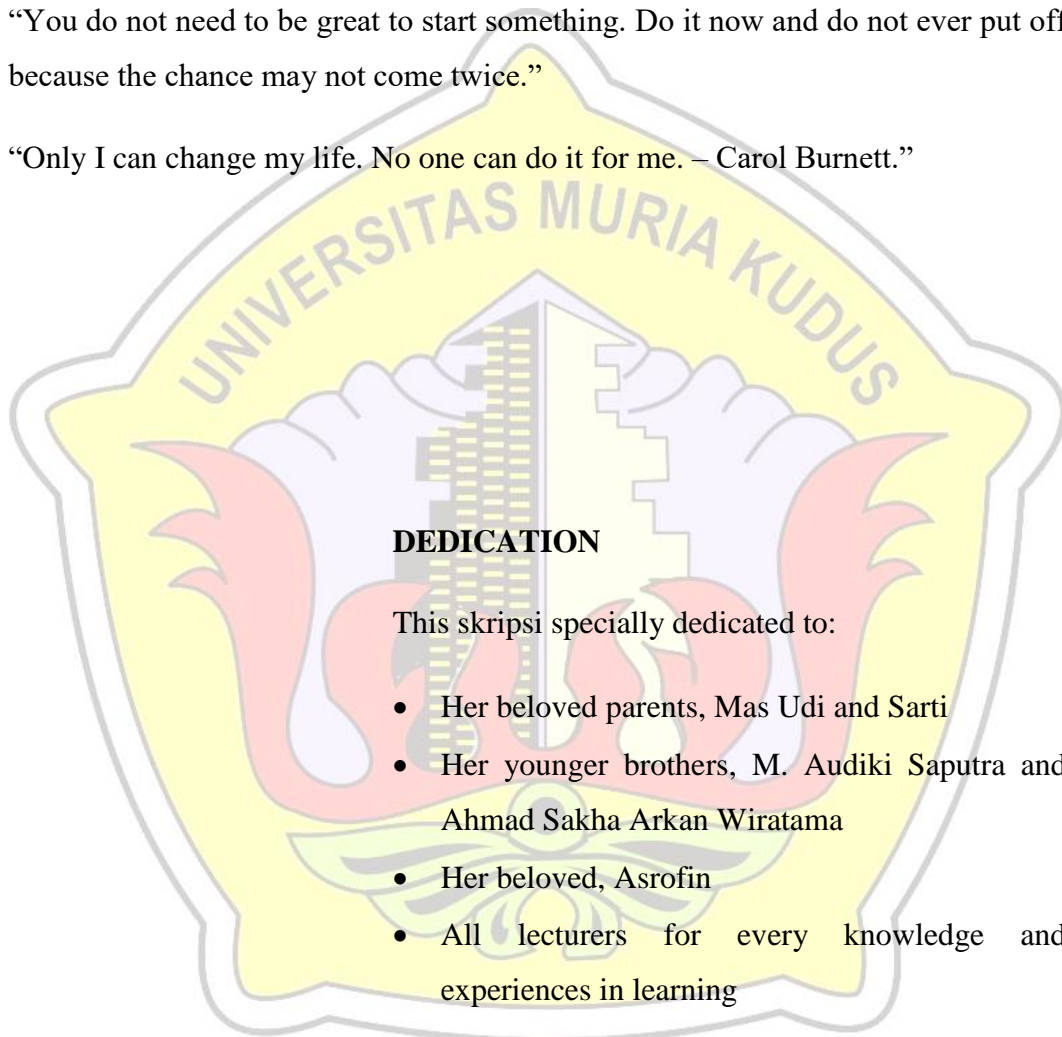 “You do not need to be great to start something. Do it now and do not ever put off
because the chance may not come twice.”
“Only I can change my life. No one can do it for me. – Carol Burnett.”
UNIVERSITAS MURIA KUDUS
DEDICATION
This skripsi specially dedicated to:
• Her beloved parents, Mas Udi and Sarti
• Her younger brothers, M. Audiki Saputra and
Ahmad Sakha Arkan Wiratama
• Her beloved, Asrofin
• All lecturers for every knowledge and
experiences in learning